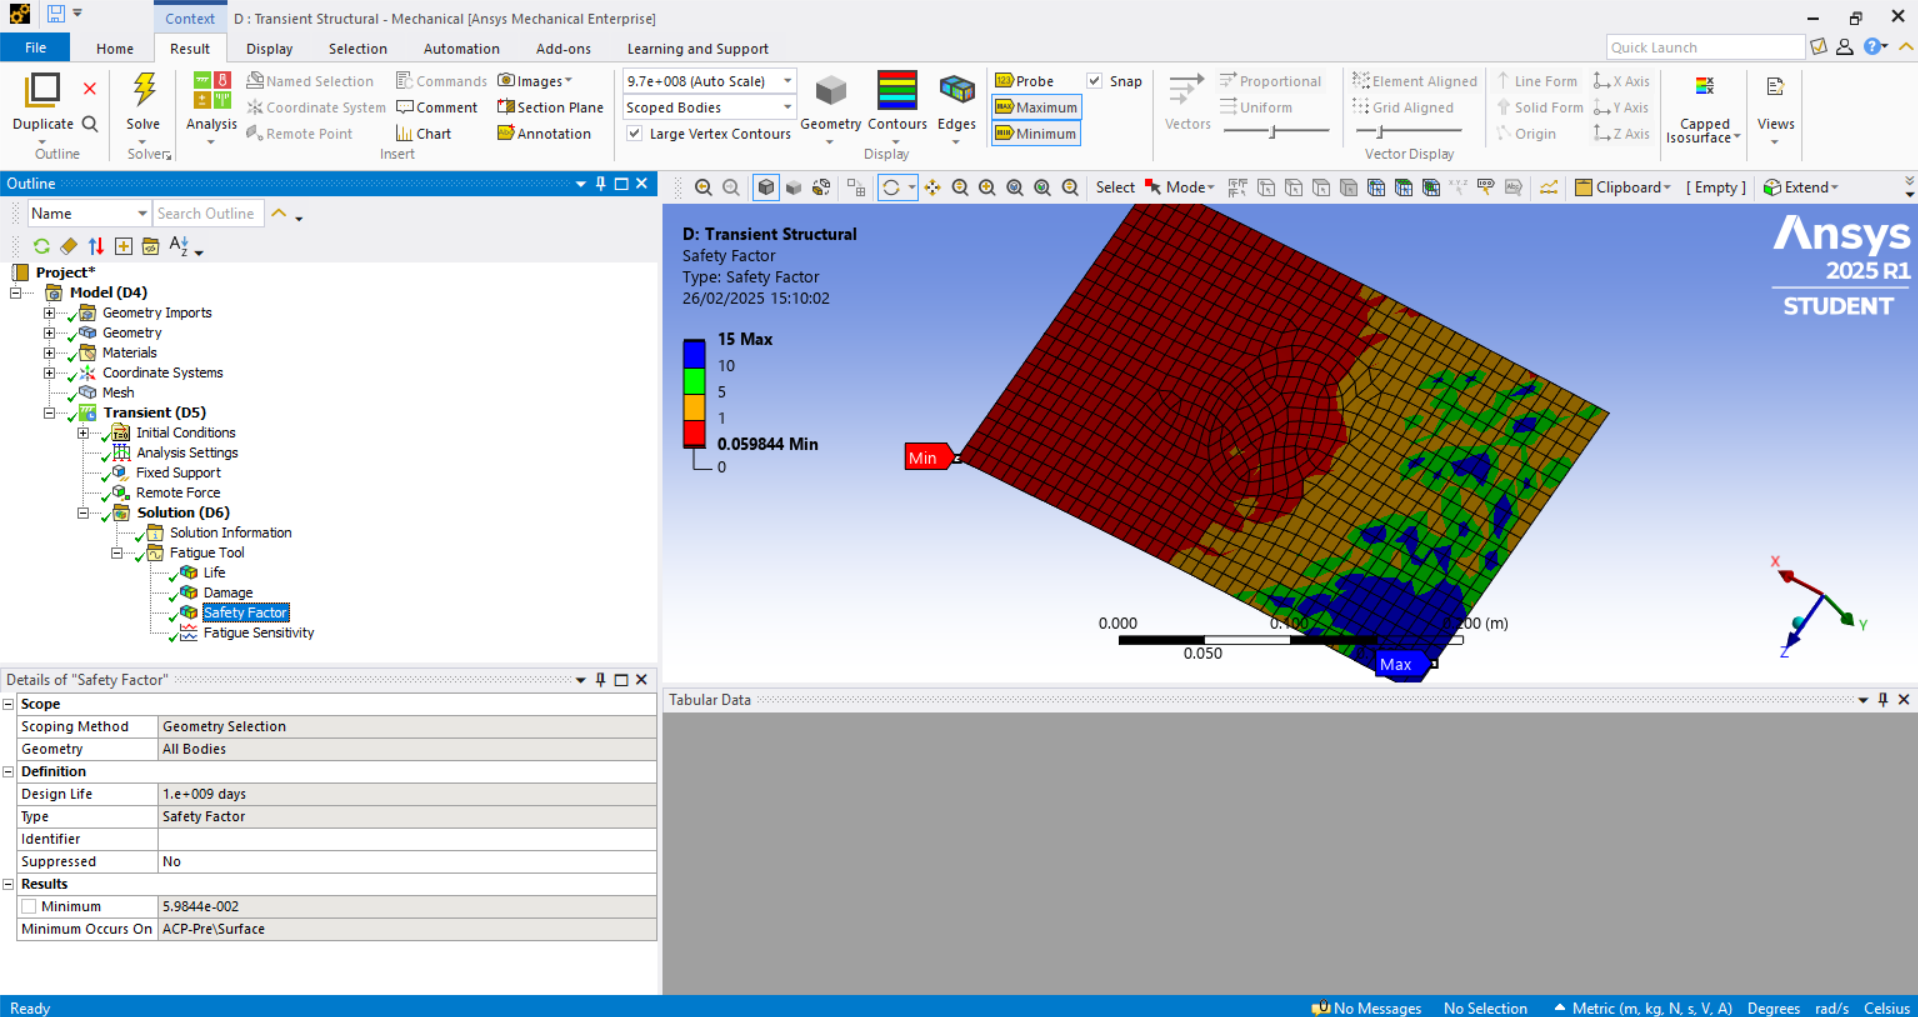 Context
D : Transient Structural - Mechanical [Ansys Mechanical Enterprise]
File
Home
Result
Display
Selection
Automation
Add-ons
Learning and Support
Quick Launch
Duplicate
Outline
Solve
Solver
Analysis
Named Selection
Coordinate System
Remote Point
Commands
Comment
Chart
Images
Section Plane
Annotation
Insert
9.7e+008 (Auto Scale)
Scoped Bodies
Large Vertex Contours
Geometry
Contours
Edges
Display
Probe
Maximum
Minimum
Snap
Vectors
Proportional
Uniform
Element Aligned
Grid Aligned
Vector Display
Line Form
Solid Form
Origin
X Axis
Y Axis
Z Axis
Capped
Isosurface
Views
Outline
Name
Search Outline
Project*
Model (D4)
Geometry Imports
Geometry
Materials
Coordinate Systems
Mesh
Transient (D5)
Initial Conditions
Analysis Settings
Fixed Support
Remote Force
Solution (D6)
Solution Information
Fatigue Tool
Life
Damage
Safety Factor
Fatigue Sensitivity
Details of "Safety Factor"
Scope
Scoping Method Geometry Selection
Geometry All Bodies
Definition
Design Life 1.e+009 days
Type Safety Factor
Identifier
Suppressed No
Results
Minimum 5.9844e-002
Minimum Occurs On ACP-Pre\Surface
Select
Mode
Clipboard
[ Empty ]
Extend
D: Transient Structural
Safety Factor
Type: Safety Factor
26/02/2025 15:10:02
15 Max
10
5
1
0.059844 Min
0
Min
Max
0.000
0.100
0.200 (m)
0.050
Ansys
2025 R1
STUDENT
X
Y
Z
Tabular Data
Ready
No Messages
No Selection
Metric (m, kg, N, s, V, A)
Degrees
rad/s
Celsius